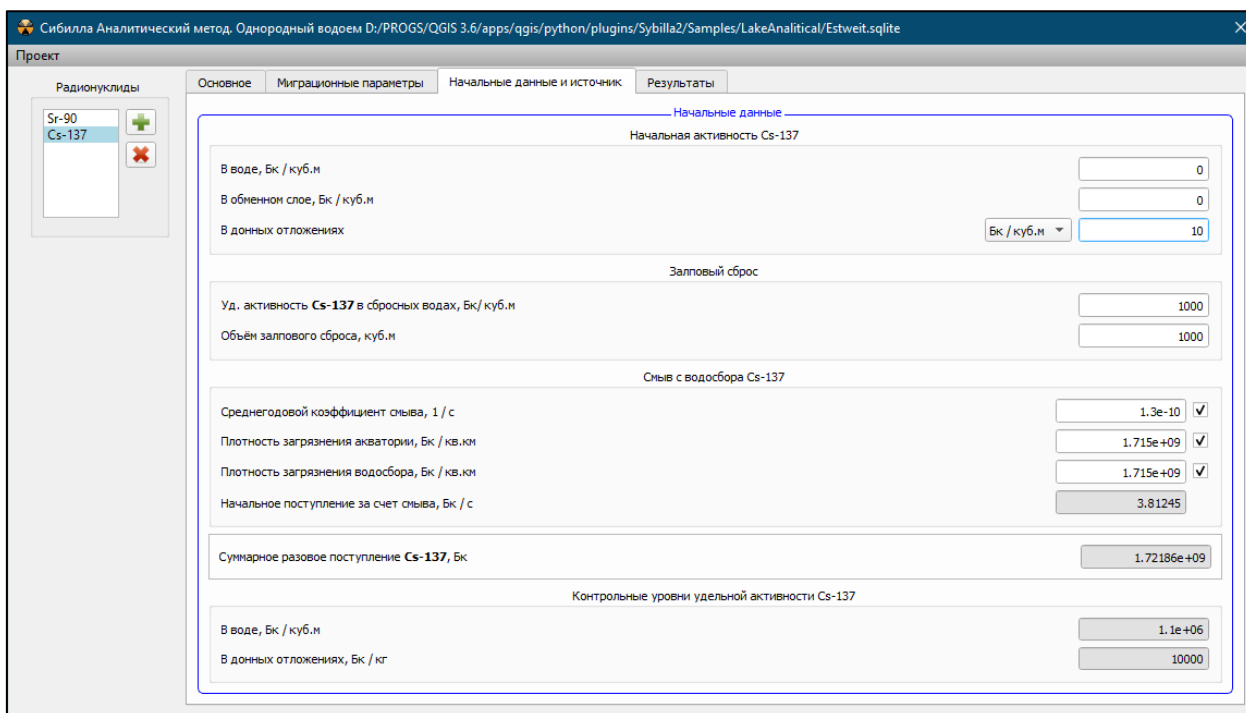 Сибилла Аналитический метод. Однородный водоем D:/PROGS/QGIS 3.6/apps/qgis/python/plugins/Sybilla2/Samples/LakeAnalitical/Estweit.sqlite
Проект
Радионуклиды
Sr-90
Cs-137
Основное Миграционные параметры Начальные данные и источник Результаты
Начальные данные
Начальная активность Cs-137
В воде, Бк / куб.м 0
В обменном слое, Бк / куб.м 0
В донных отложениях Бк / куб.м 10
Залповый сброс
Уд. активность Cs-137 в сбросных водах, Бк/ куб.м 1000
Объём залпового сброса, куб.м 1000
Смыв с водосбора Cs-137
Среднегодовой коэффициент смыва, 1 / с 1.3e-10
Плотность загрязнения акватории, Бк / кв.км 1.715e+09
Плотность загрязнения водосбора, Бк / кв.км 1.715e+09
Начальное поступление за счет смыва, Бк / с 3.81245
Суммарное разовое поступление Cs-137, Бк 1.72186e+09
Контрольные уровни удельной активности Cs-137
В воде, Бк / куб.м 1.1e+06
В донных отложениях, Бк / кг 10000